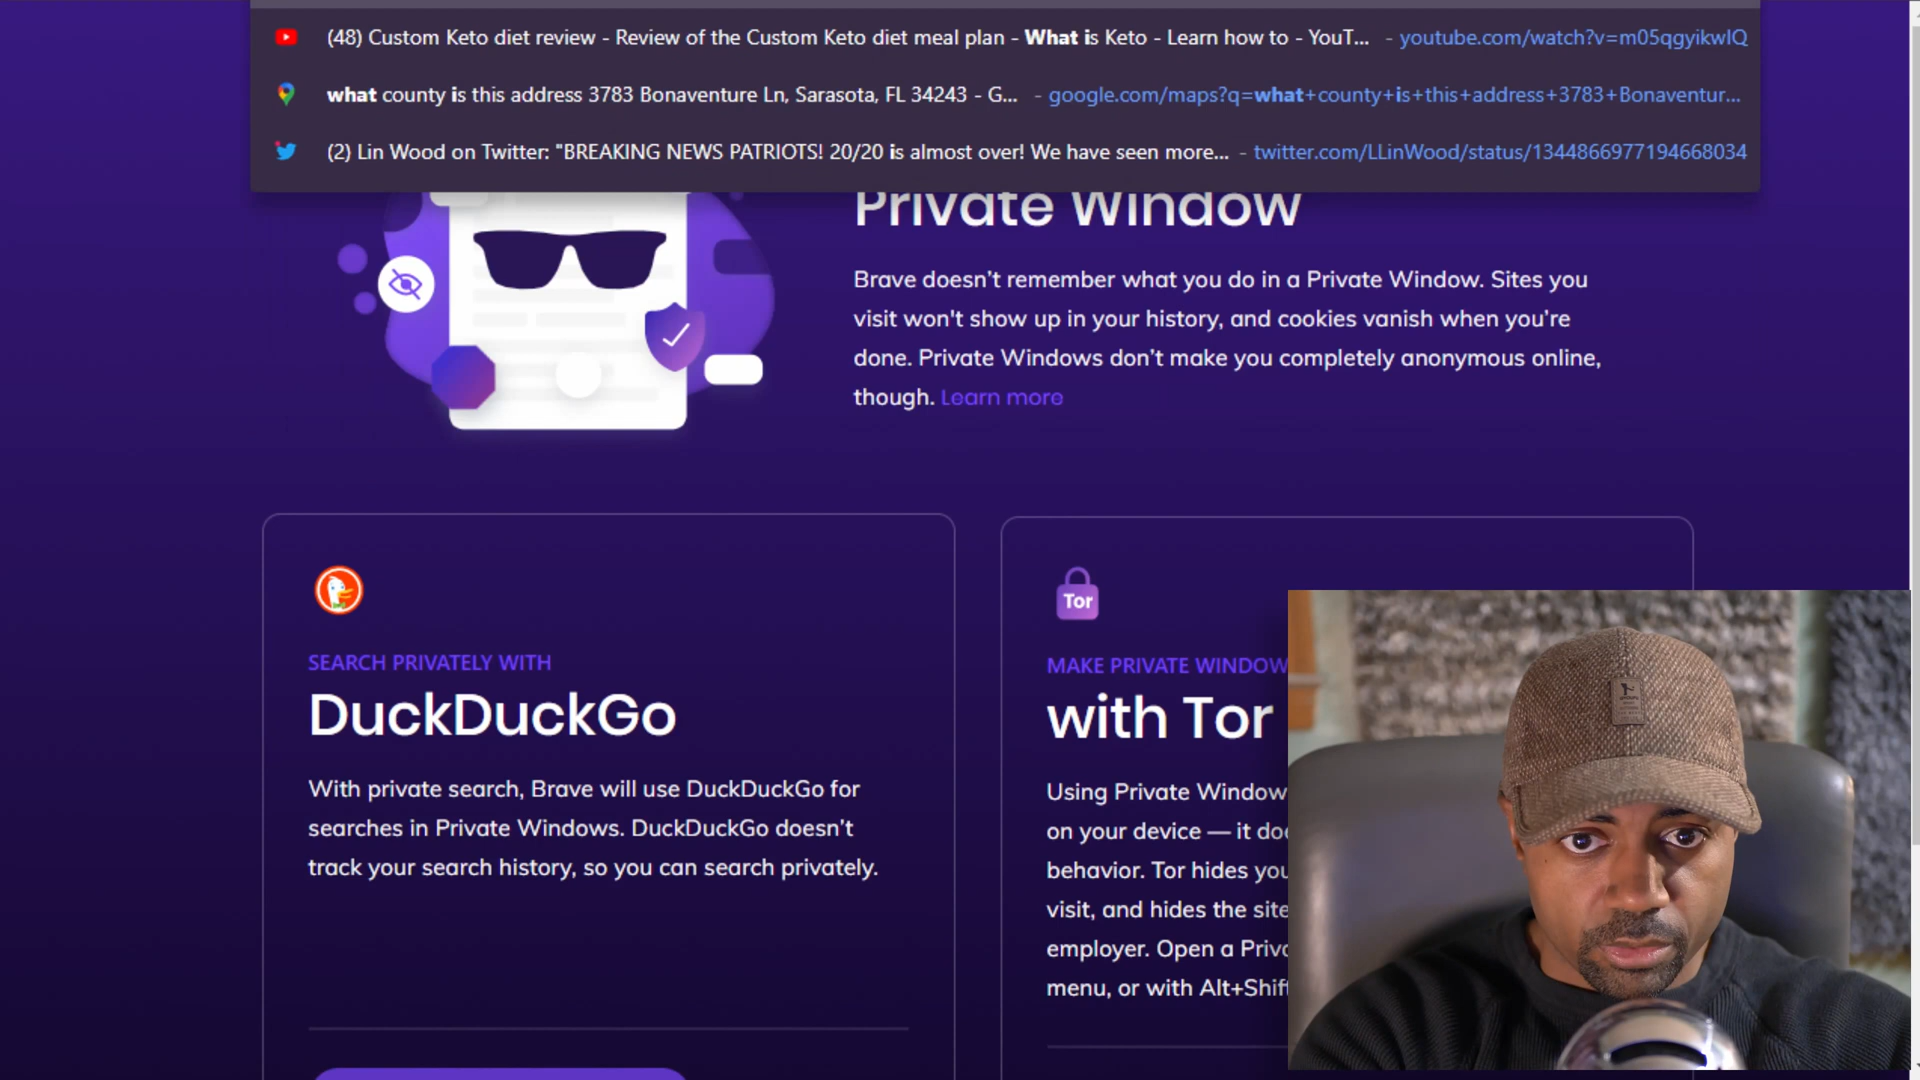 (48) Custom Keto diet review - Review of the Custom Keto diet meal plan - What is Keto - Learn how to - YouT... - youtube.com/watch?v=m05qgyikwIQ
what county is this address 3783 Bonaventure Ln, Sarasota, FL 34243 - G... - google.com/maps?q=what+county+is+this+address+3783+Bonaventur...
(2) Lin Wood on Twitter: "BREAKING NEWS PATRIOTS! 20/20 is almost over! We have seen more... - twitter.com/LLinWood/status/1344866977194668034
Private Window
Brave doesn't remember what you do in a Private Window. Sites you
visit won't show up in your history, and cookies vanish when you're
done. Private Windows don't make you completely anonymous online,
though. Learn more
SEARCH PRIVATELY WITH
DuckDuckGo
With private search, Brave will use DuckDuckGo for
searches in Private Windows. DuckDuckGo doesn't
track your search history, so you can search privately.
Tor
MAKE PRIVATE WINDOW
with Tor
Using Private Window
on your device — it doe
behavior. Tor hides you
visit, and hides the site
employer. Open a Priva
menu, or with Alt+Shift